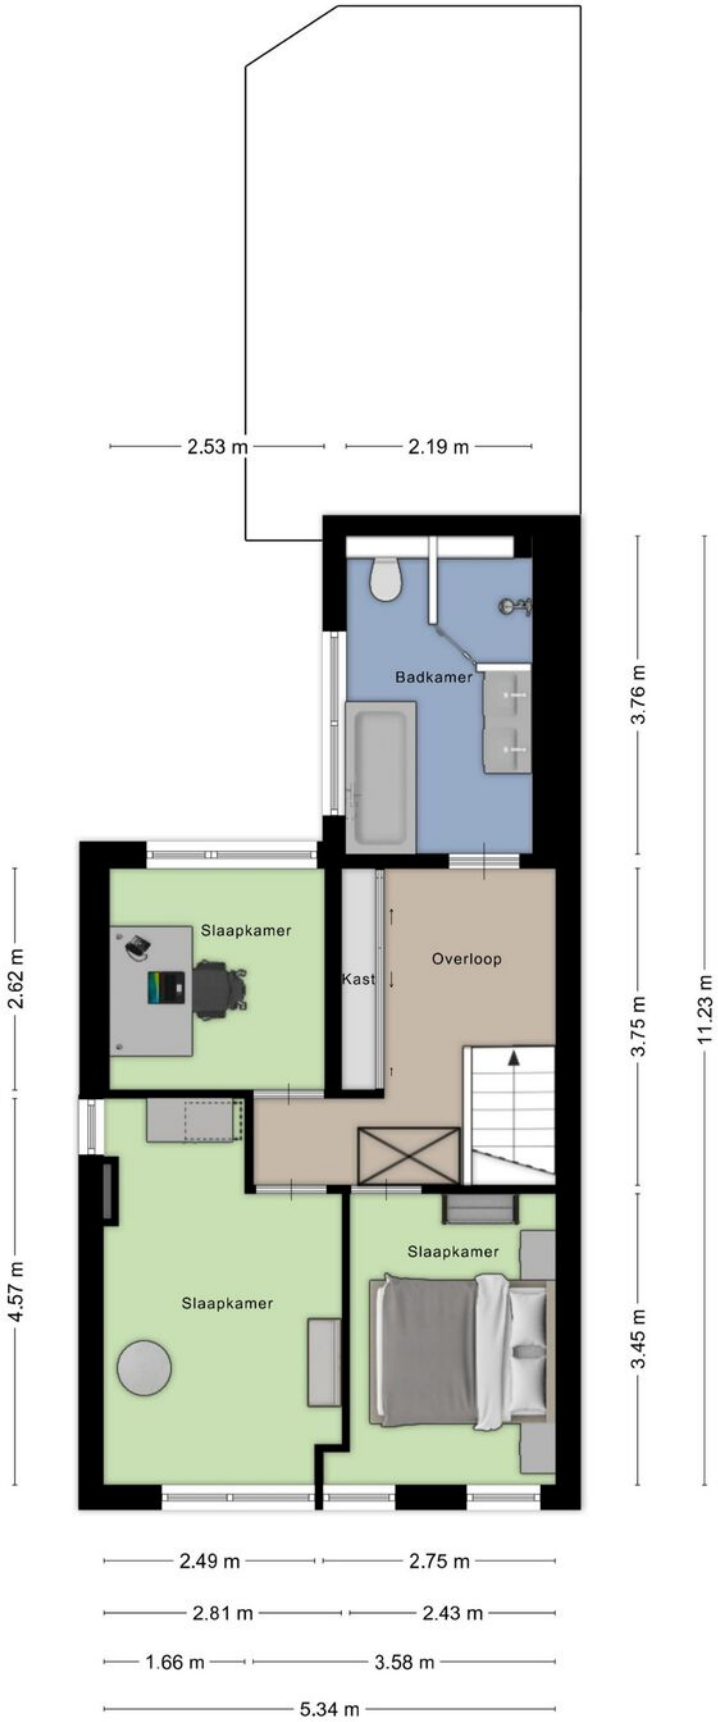 2.53 m
2.19 m
Badkamer
3.76 m
Slaapkamer
Overloop
Kast
2.62 m
3.75 m
11.23 m
Slaapkamer
Slaapkamer
4.57 m
3.45 m
2.49 m
2.75 m
2.81 m
2.43 m
1.66 m
3.58 m
5.34 m